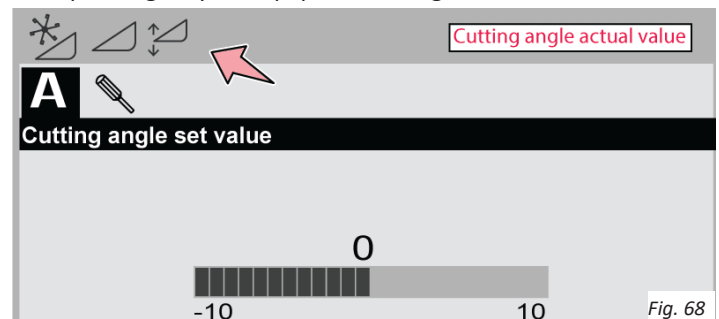 Cutting angle actual value
A
Cutting angle set value
0
-10 10
Fig. 68